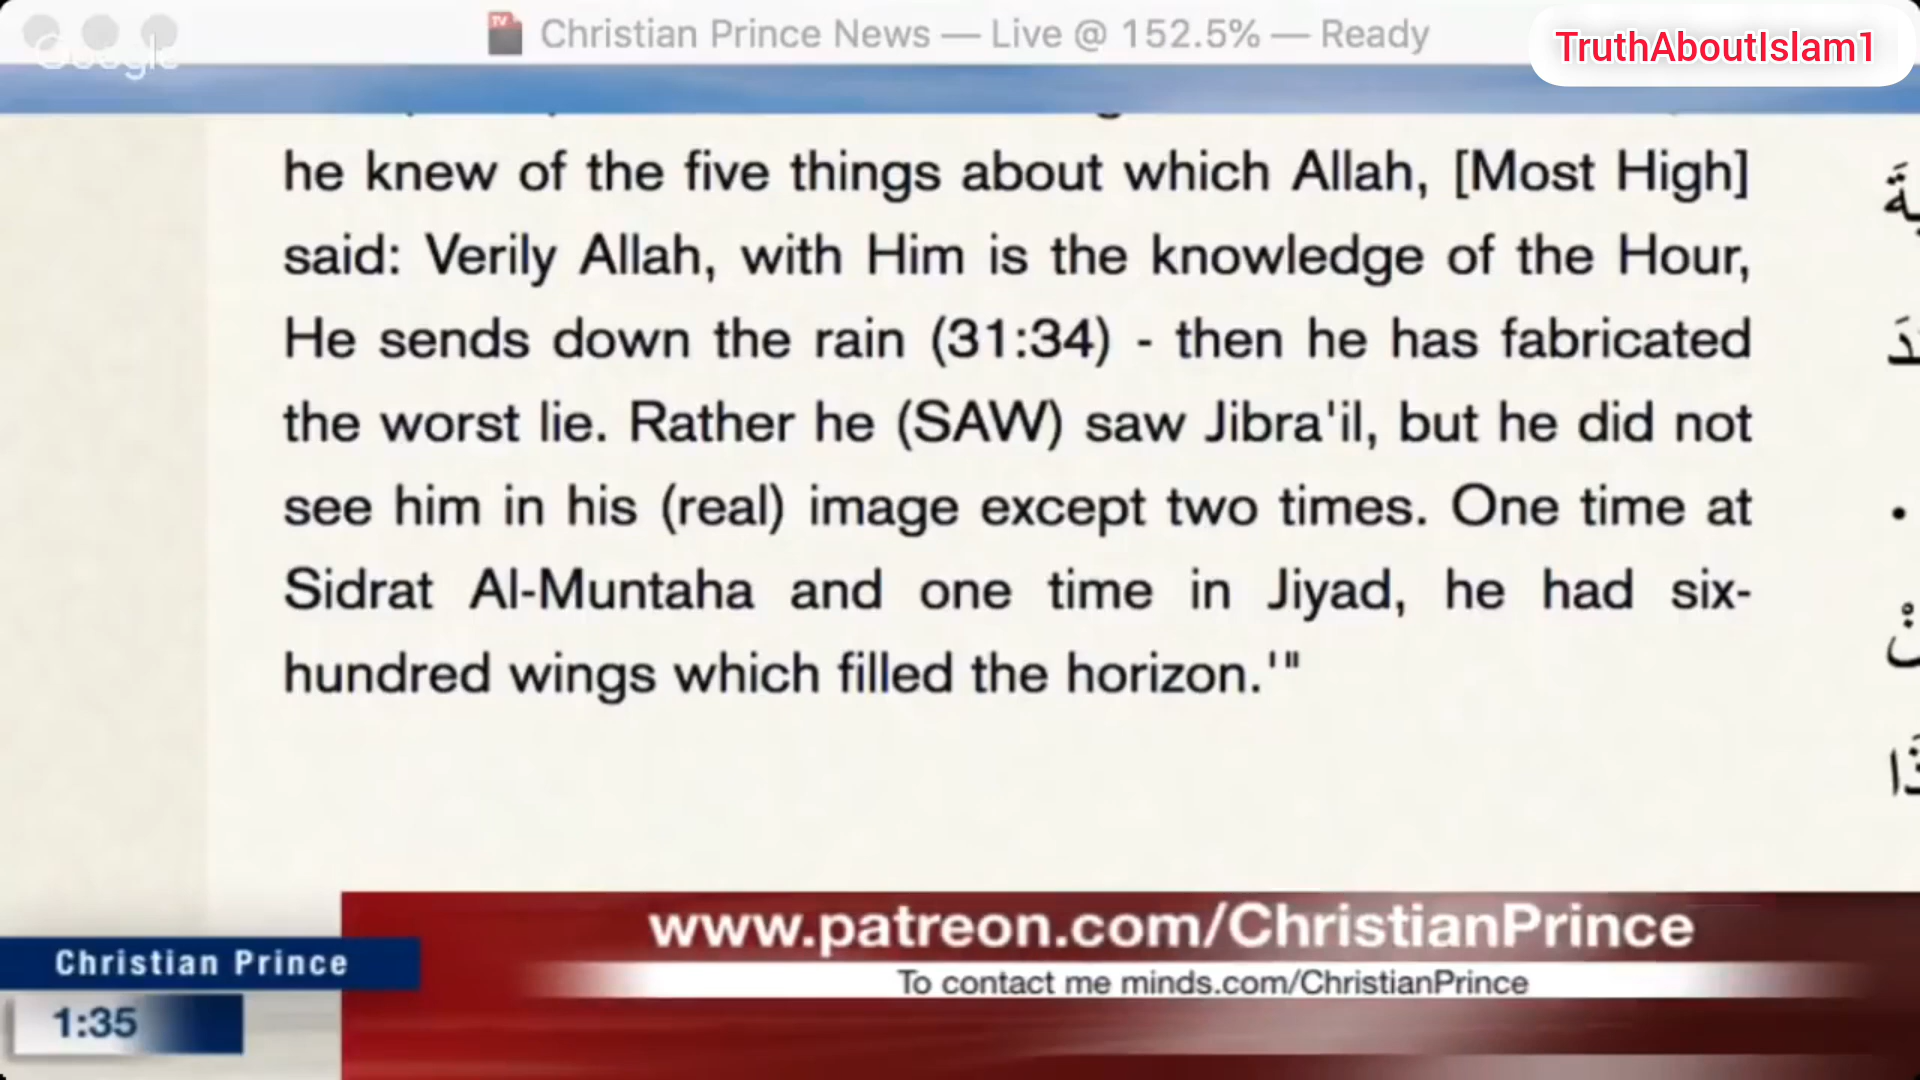 Christian Prince News — Live @ 152.5% — Ready
TruthAboutIslam1
Google
he knew of the five things about which Allah, [Most High]
said: Verily Allah, with Him is the knowledge of the Hour,
He sends down the rain (31:34) - then he has fabricated
the worst lie. Rather he (SAW) saw Jibra'il, but he did not
see him in his (real) image except two times. One time at
Sidrat Al-Muntaha and one time in Jiyad, he had six-
hundred wings which filled the horizon.'"
www.patreon.com/ChristianPrince
Christian Prince
To contact me minds.com/ChristianPrince
1:35